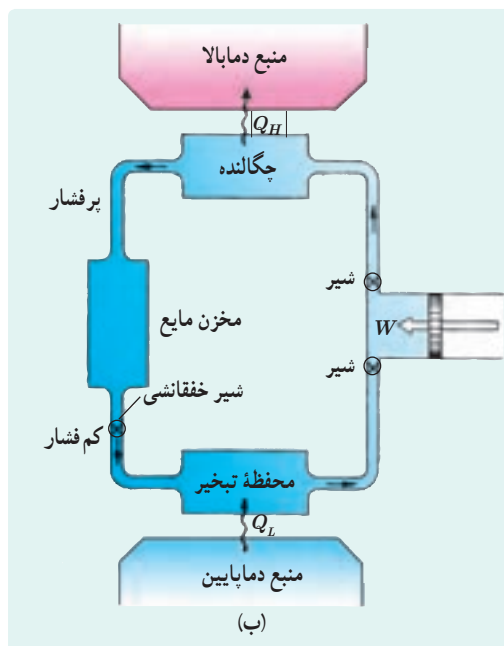 منبع دمابالا
|Q_H|
چگالنده
پرفشار
شیر
مخزن مایع
W
شیر خفقانشی
شیر
کم فشار
محفظهٔ تبخیر
Q_L
منبع دماپایین
(ب)